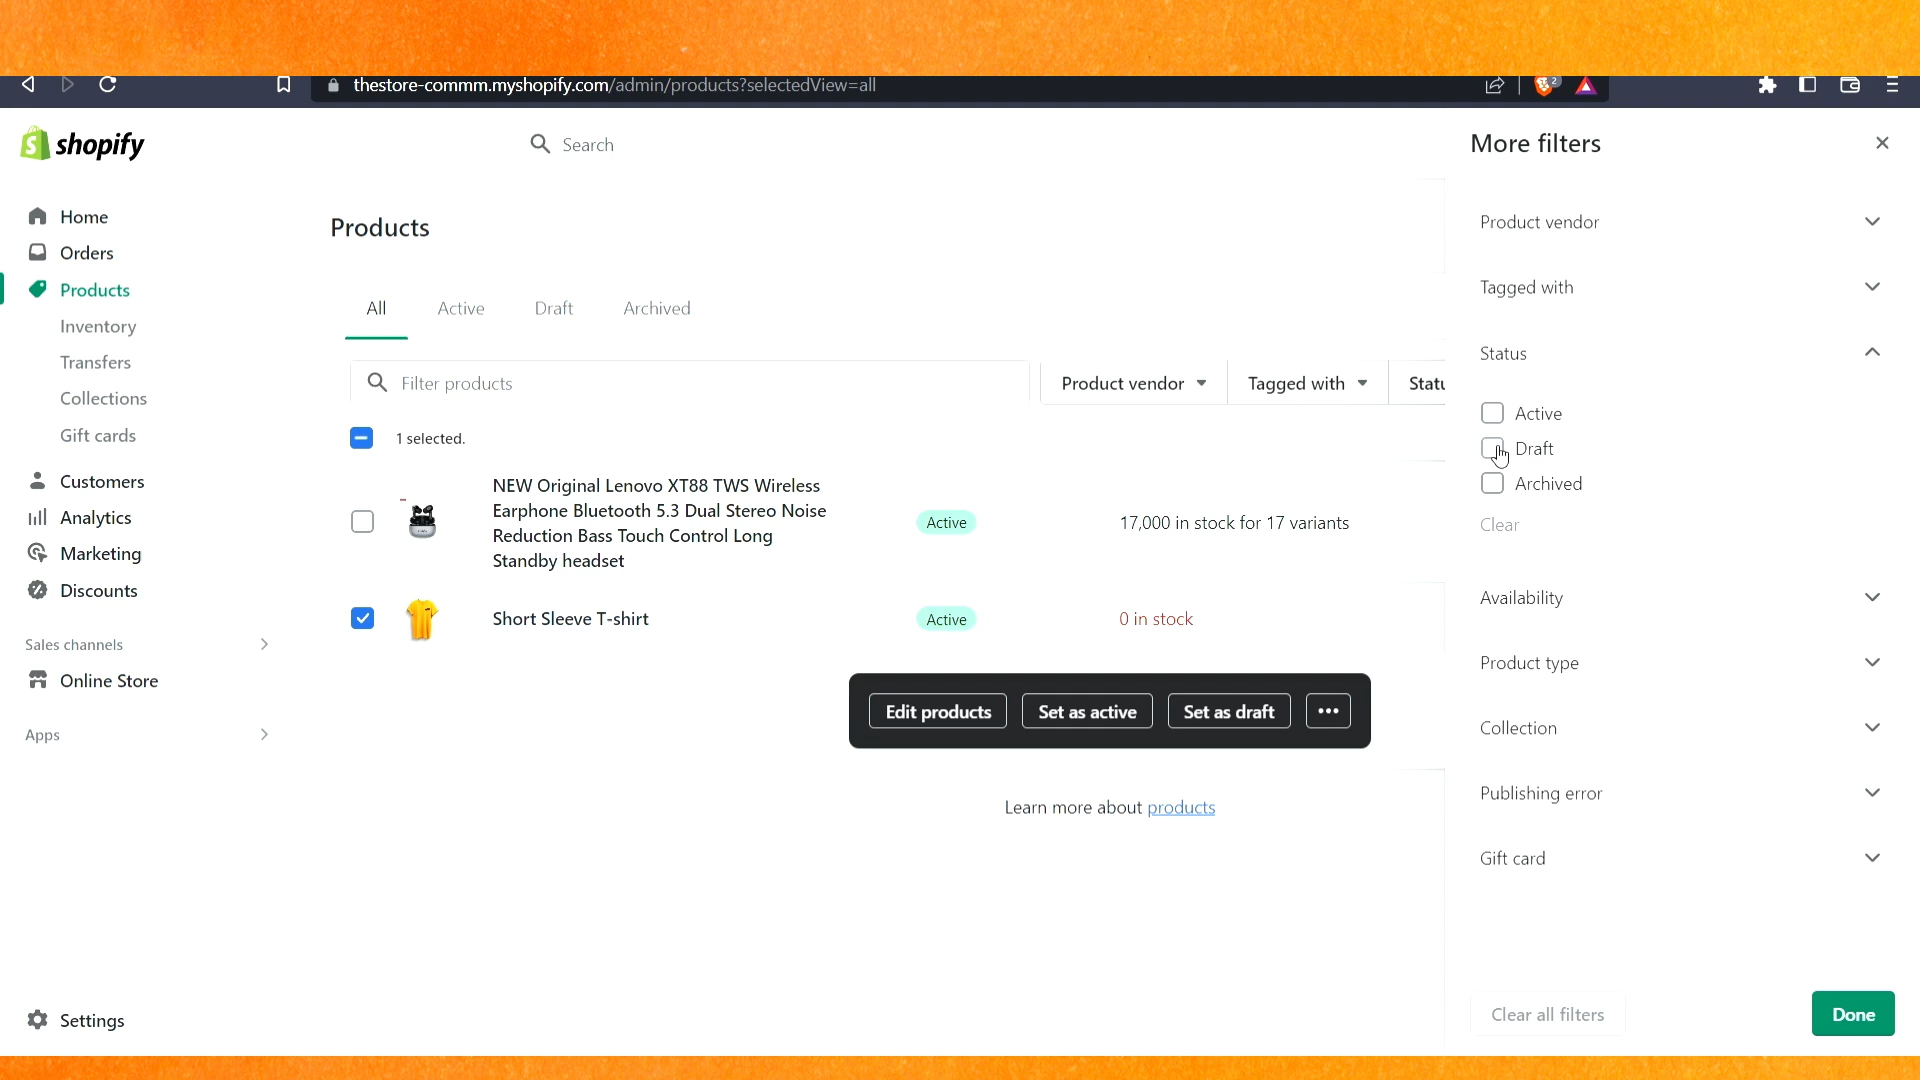 thestore-commm.myshopify.com/admin/products?selectedView=all
2
shopify
Search
More filters
Home
Orders
Products
Inventory
Transfers
Collections
Gift cards
Customers
Analytics
Marketing
Discounts
Sales channels
Online Store
Apps
Settings
Products
All Active Draft Archived
Filter products
Product vendor Tagged with Statu
1 selected.
NEW Original Lenovo XT88 TWS Wireless
Earphone Bluetooth 5.3 Dual Stereo Noise
Reduction Bass Touch Control Long
Standby headset
Active
17,000 in stock for 17 variants
Short Sleeve T-shirt
Active
0 in stock
Edit products Set as active Set as draft •••
Learn more about products
Product vendor
Tagged with
Status
Active
Draft
Archived
Clear
Availability
Product type
Collection
Publishing error
Gift card
Clear all filters
Done